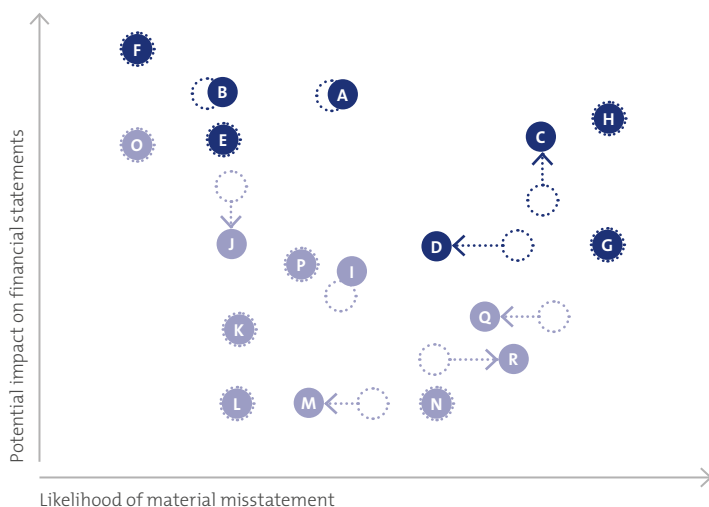 Potential impact on financial statements
F
B
A
H
C
E
O
J
D
G
P
I
Q
K
R
L
M
N
Likelihood of material misstatement